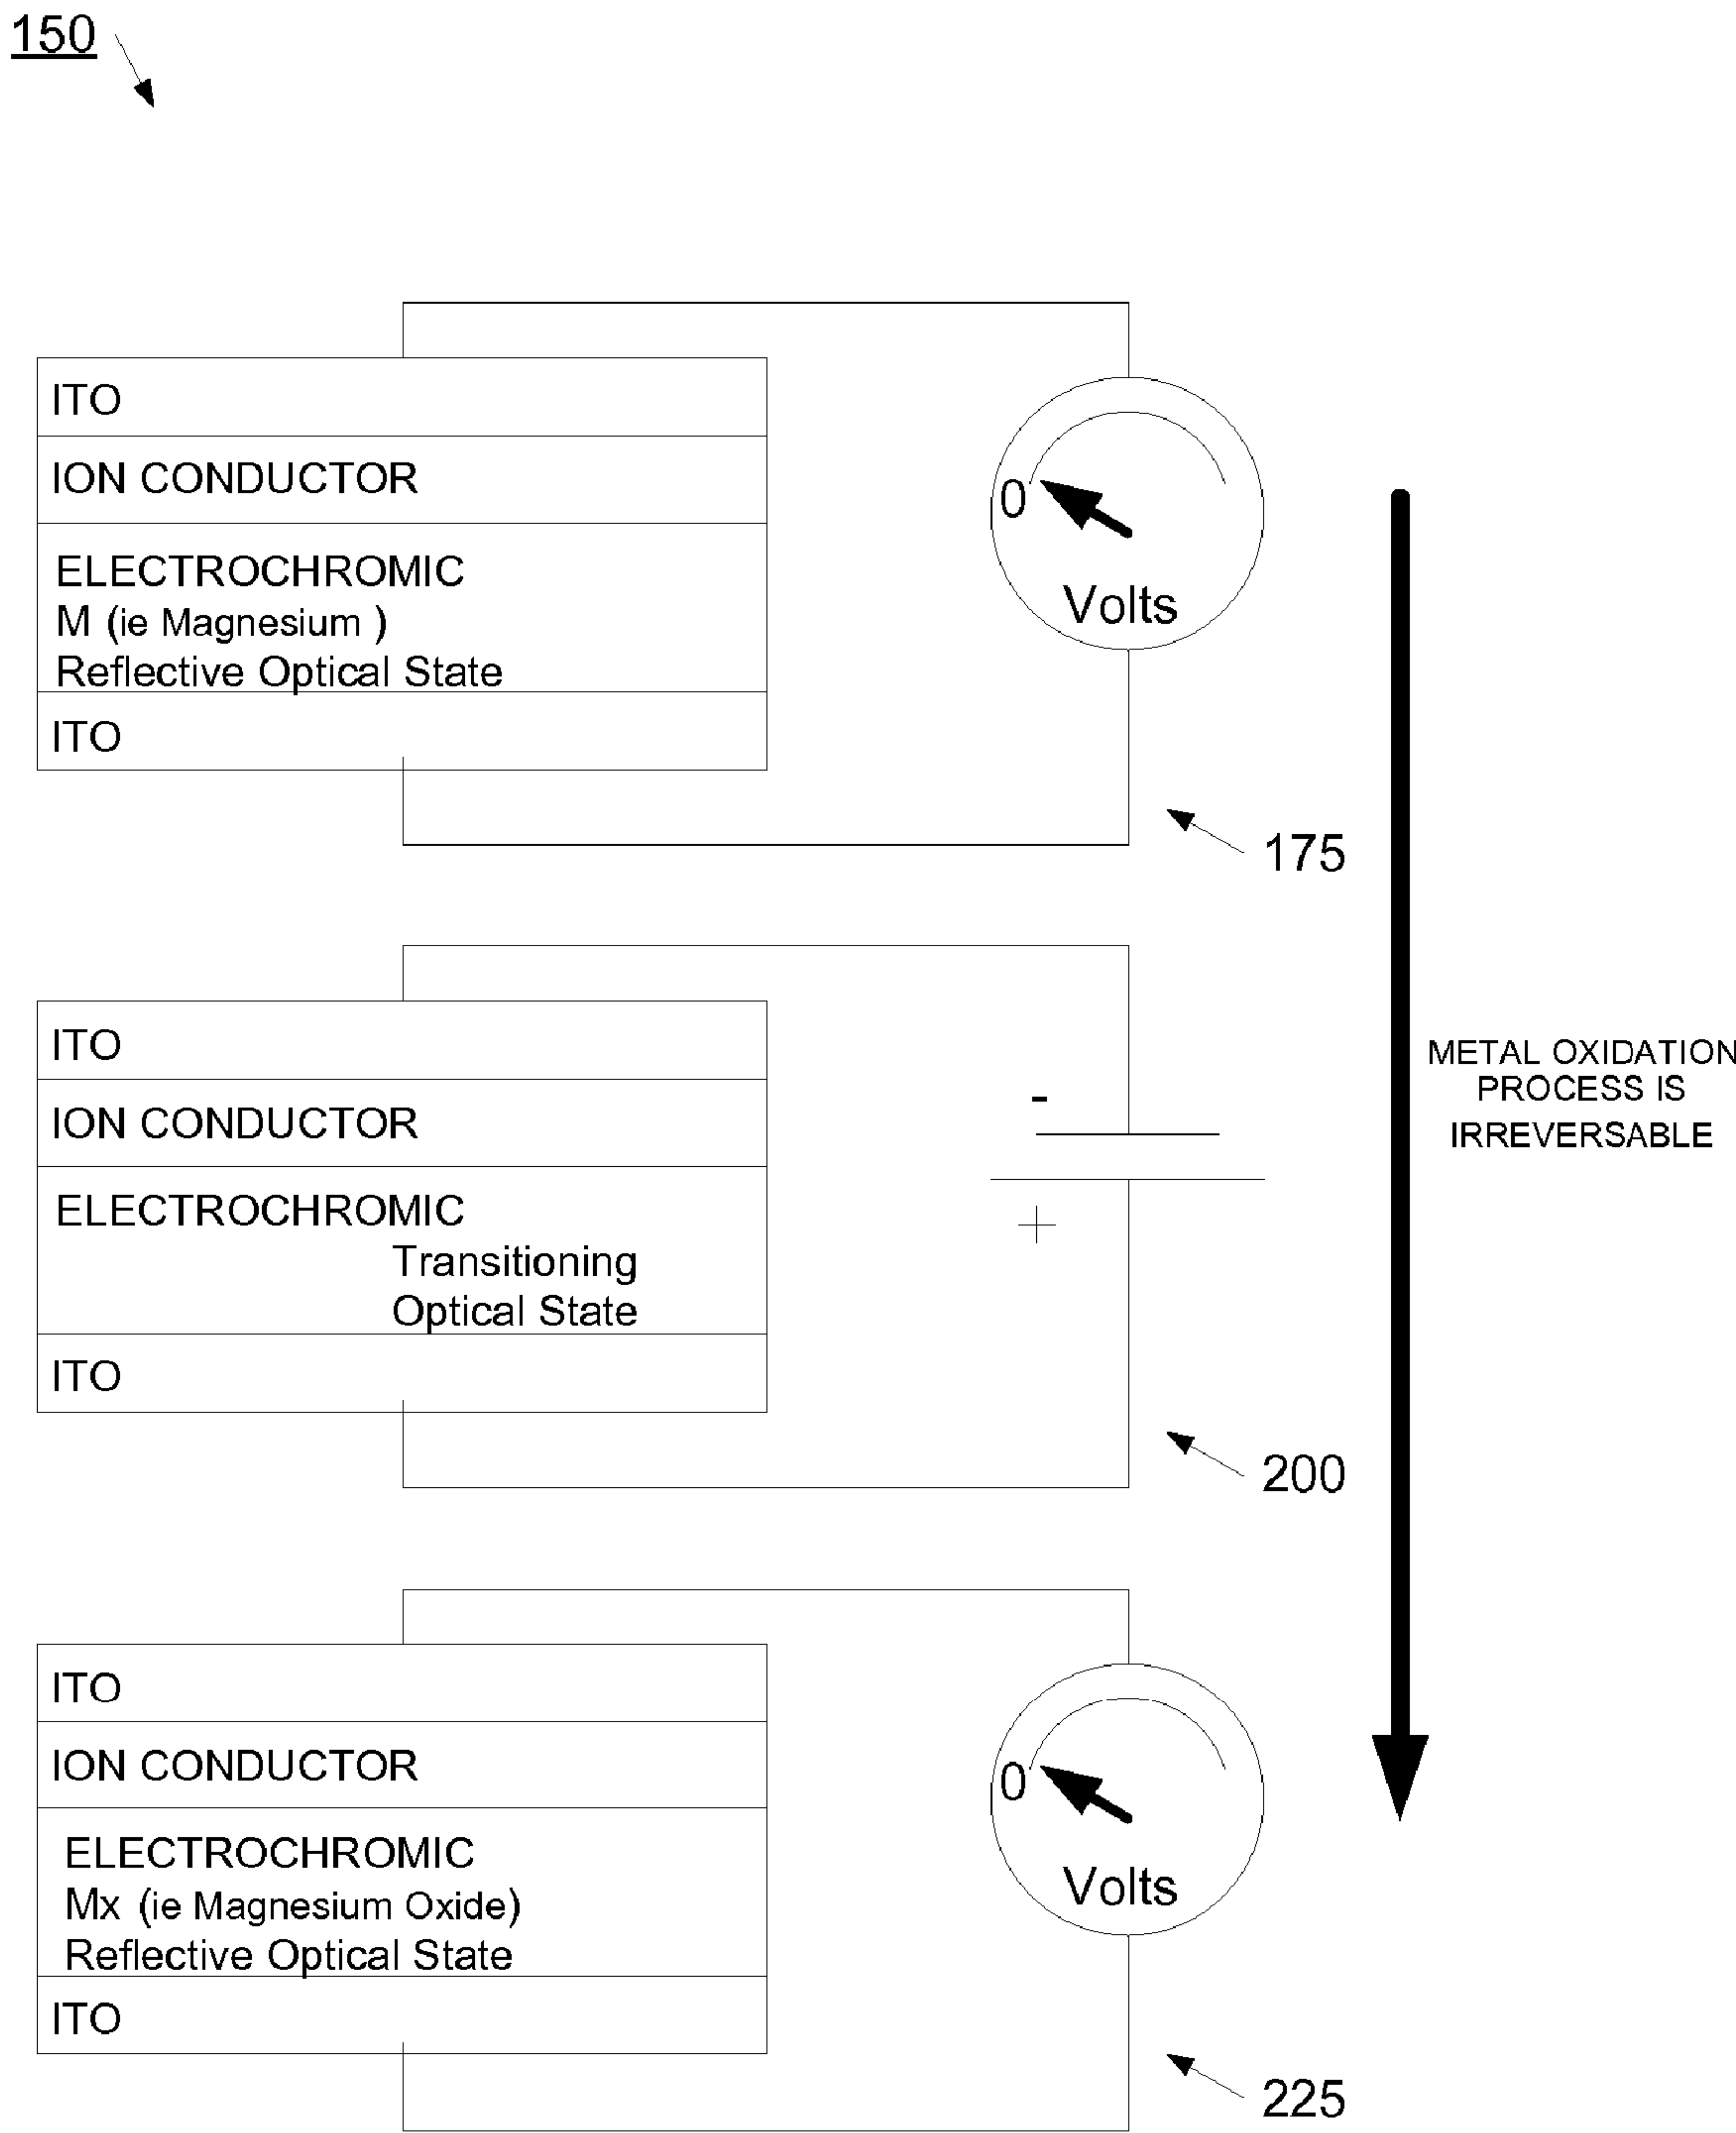 150
ITO
ION CONDUCTOR
ELECTROCHROMIC
M (ie Magnesium )
Reflective Optical State
ITO
0
Volts
175
ITO
ION CONDUCTOR
ELECTROCHROMIC
Transitioning
Optical State
ITO
-
+
200
METAL OXIDATION
PROCESS IS
IRREVERSABLE
ITO
ION CONDUCTOR
ELECTROCHROMIC
Mx (ie Magnesium Oxide)
Reflective Optical State
ITO
0
Volts
225